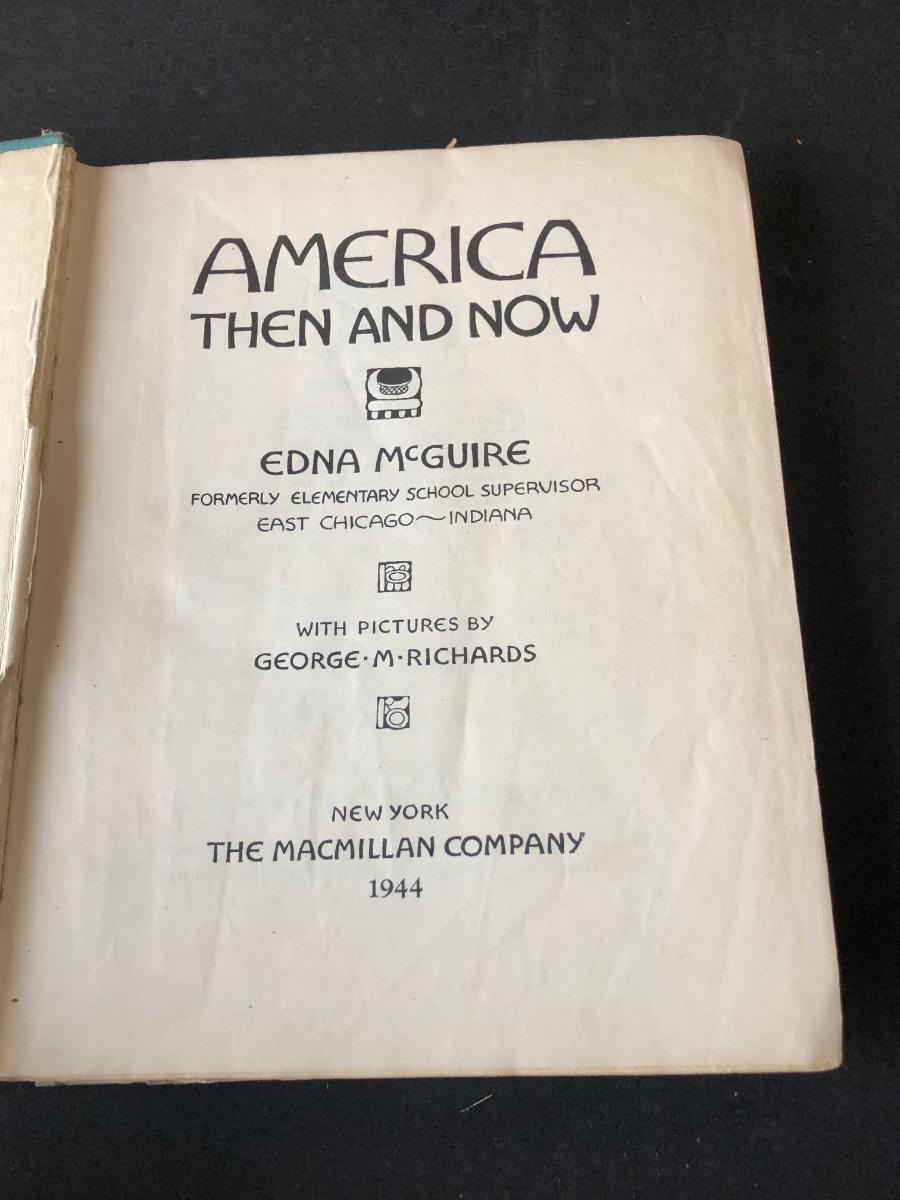 AMERICA
THEN AND NOW
EDNA McGUIRE
FORMERLY ELEMENTARY SCHOOL SUPERVISOR
EAST CHICAGO~INDIANA
WITH PICTURES BY
GEORGE·M·RICHARDS
NEW YORK
THE MACMILLAN COMPANY
1944